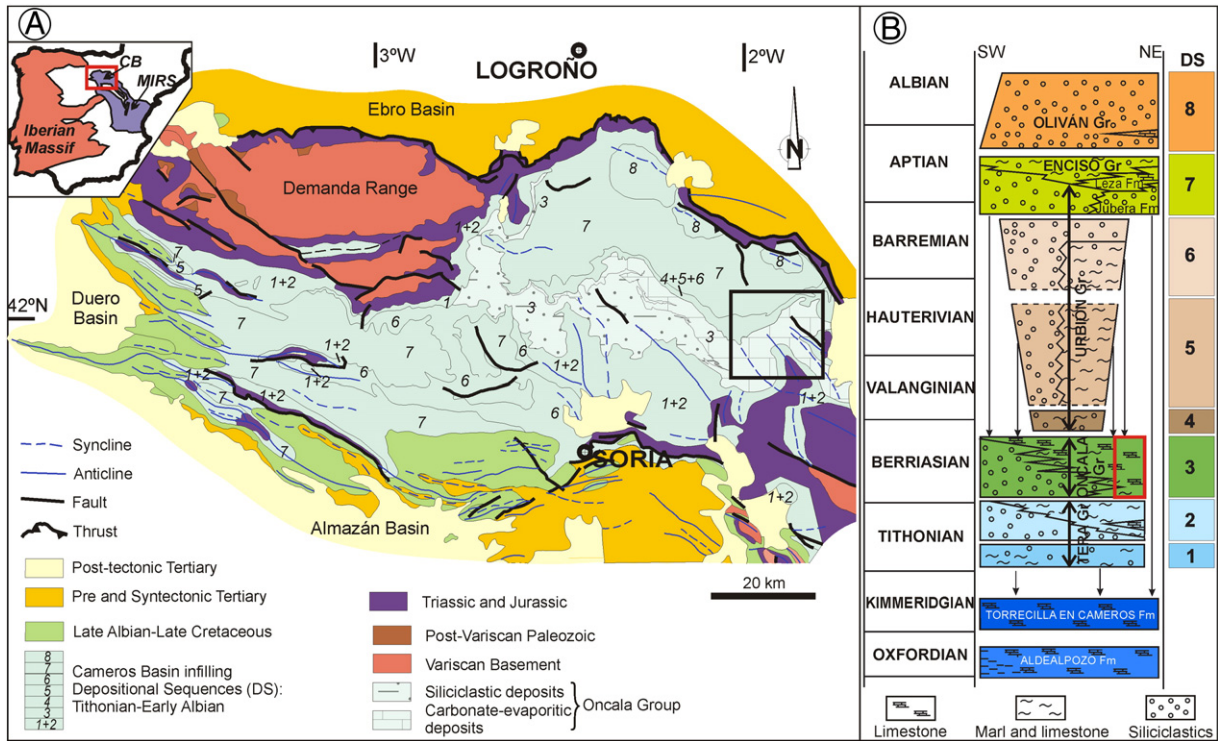 A
CB
MIRS
Iberian
Massif
3ºW
2ºW
LOGROÑO
Ebro Basin
N
Demanda Range
8
3
7
1+2
8
7
5
5
1+2
7
8
4+5+6
7
1
6
3
3
42ºN
Duero
Basin
7
7
6
7
6
1+2
6
1+2
7
1+2
1+2
6
1+2
7
7
6
1+2
7
SORIA
1+2
Almazán Basin
20 km
Syncline
Anticline
Fault
Thrust
Post-tectonic Tertiary
Pre and Syntectonic Tertiary
Late Albian-Late Cretaceous
8
7
6
5
4
3
1+2
Cameros Basin infilling
Depositional Sequences (DS):
Tithonian-Early Albian
Triassic and Jurassic
Post-Variscan Paleozoic
Variscan Basement
Siliciclastic deposits
Carbonate-evaporitic
deposits
Oncala Group
B
SW
NE
DS
ALBIAN
APTIAN
BARREMIAN
HAUTERIVIAN
VALANGINIAN
BERRIASIAN
TITHONIAN
KIMMERIDGIAN
OXFORDIAN
OLIVÁN Gr.
ENCISO Gr
Leza Fm
Jubera Fm
URBIÓN Gr
ONCALA
Gr
TERA Gr
TORRECILLA EN CAMEROS Fm
ALDEALPOZO Fm
8
7
6
5
4
3
2
1
Limestone
Marl and limestone
Siliciclastics